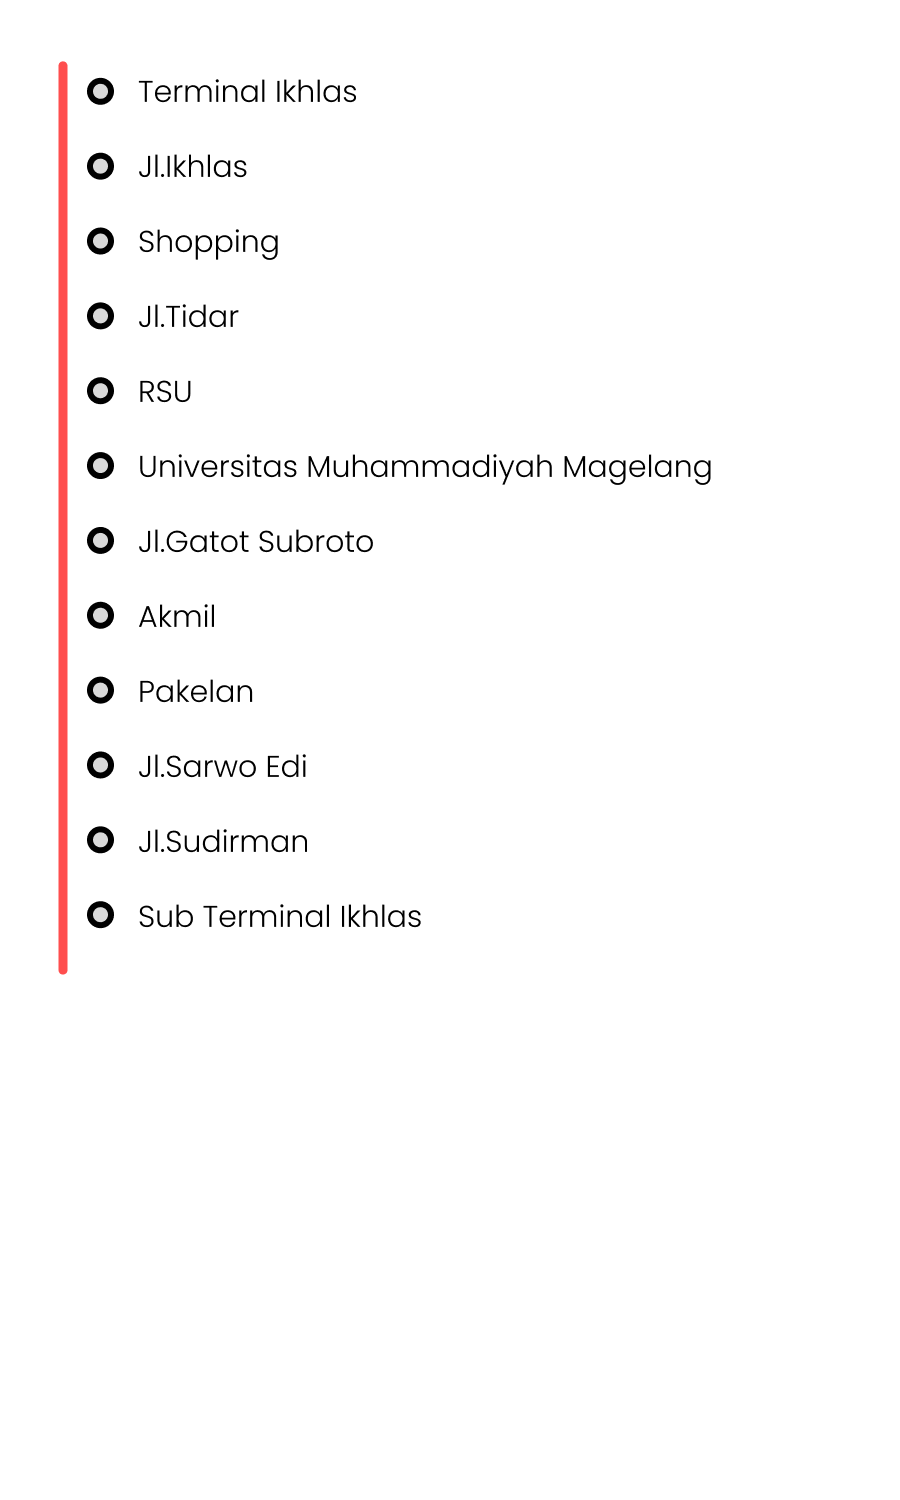 Terminal Ikhlas
Jl.Ikhlas
Shopping
Jl.Tidar
RSU
Universitas Muhammadiyah Magelang
Jl.Gatot Subroto
Akmil
Pakelan
Jl.Sarwo Edi
Jl.Sudirman
Sub Terminal Ikhlas